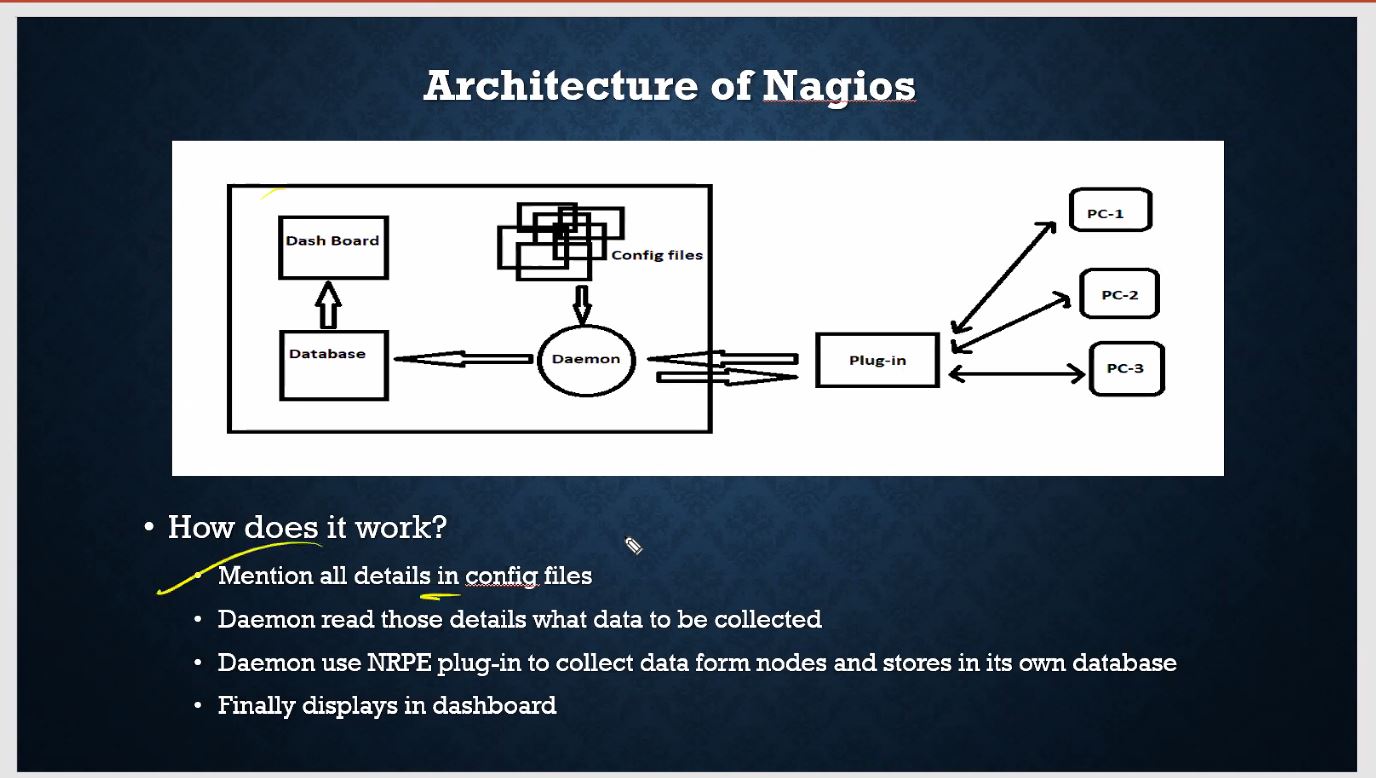 Architecture of Nagios
Dash Board
Config files
PC-1
PC-2
Database
Daemon
Plug-in
PC-3
• How does it work?
• Mention all details in config files
• Daemon read those details what data to be collected
• Daemon use NRPE plug-in to collect data form nodes and stores in its own database
• Finally displays in dashboard